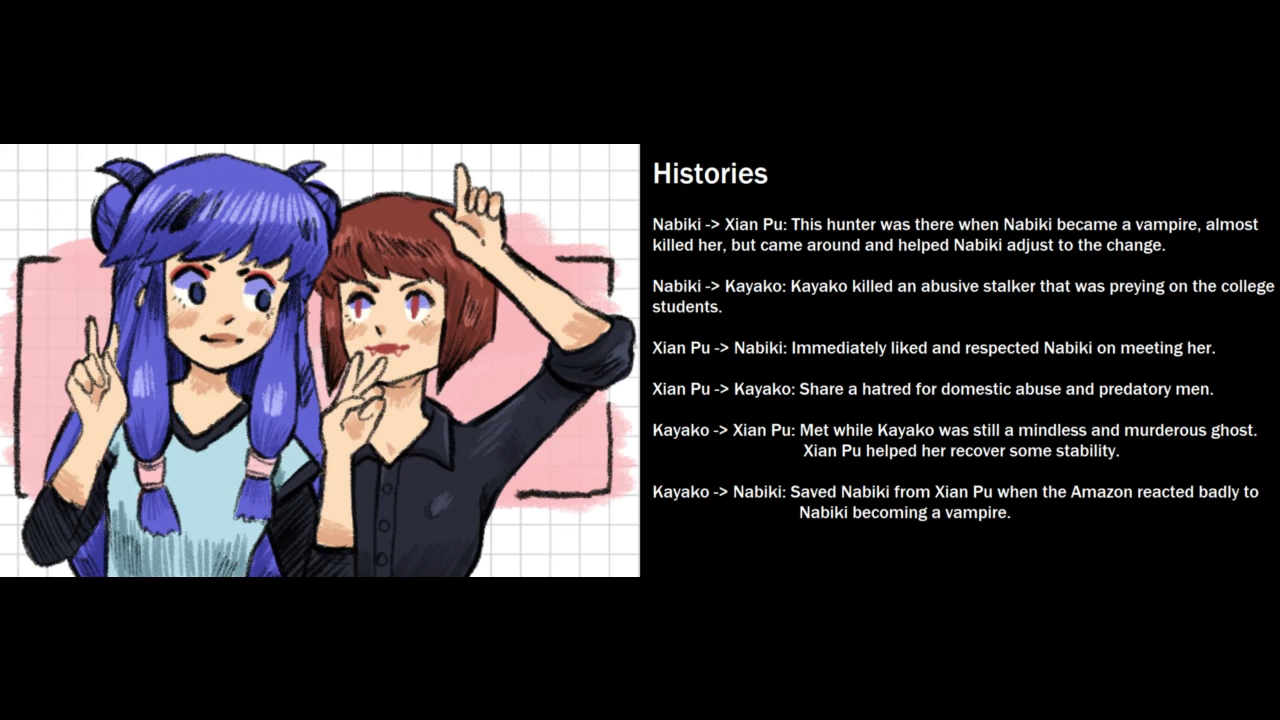 Histories
Nabiki -> Xian Pu: This hunter was there when Nabiki became a vampire, almost
killed her, but came around and helped Nabiki adjust to the change.
Nabiki -> Kayako: Kayako killed an abusive stalker that was preying on the college
students.
Xian Pu -> Nabiki: Immediately liked and respected Nabiki on meeting her.
Xian Pu -> Kayako: Share a hatred for domestic abuse and predatory men.
Kayako -> Xian Pu: Met while Kayako was still a mindless and murderous ghost.
Xian Pu helped her recover some stability.
Kayako -> Nabiki: Saved Nabiki from Xian Pu when the Amazon reacted badly to
Nabiki becoming a vampire.